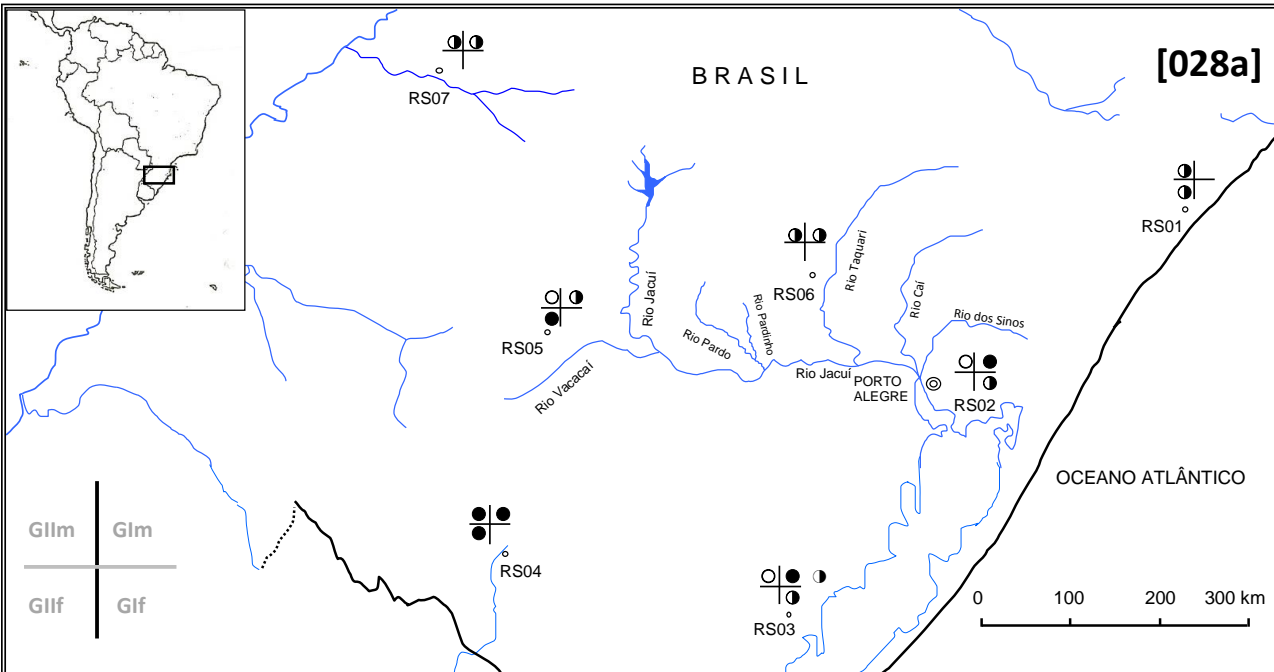 BRASIL
[028a]
RS07
RS01
Rio Taquari
RS06
Rio Caí
Rio Jacuí
Rio Pardinho
Rio dos Sinos
RS05
Rio Pardo
Rio Jacuí
PORTO
ALEGRE
RS02
Rio Vacacaí
OCEANO ATLÂNTICO
GIIm GIm
GIIf GIf
RS04
RS03
0 100 200 300 km